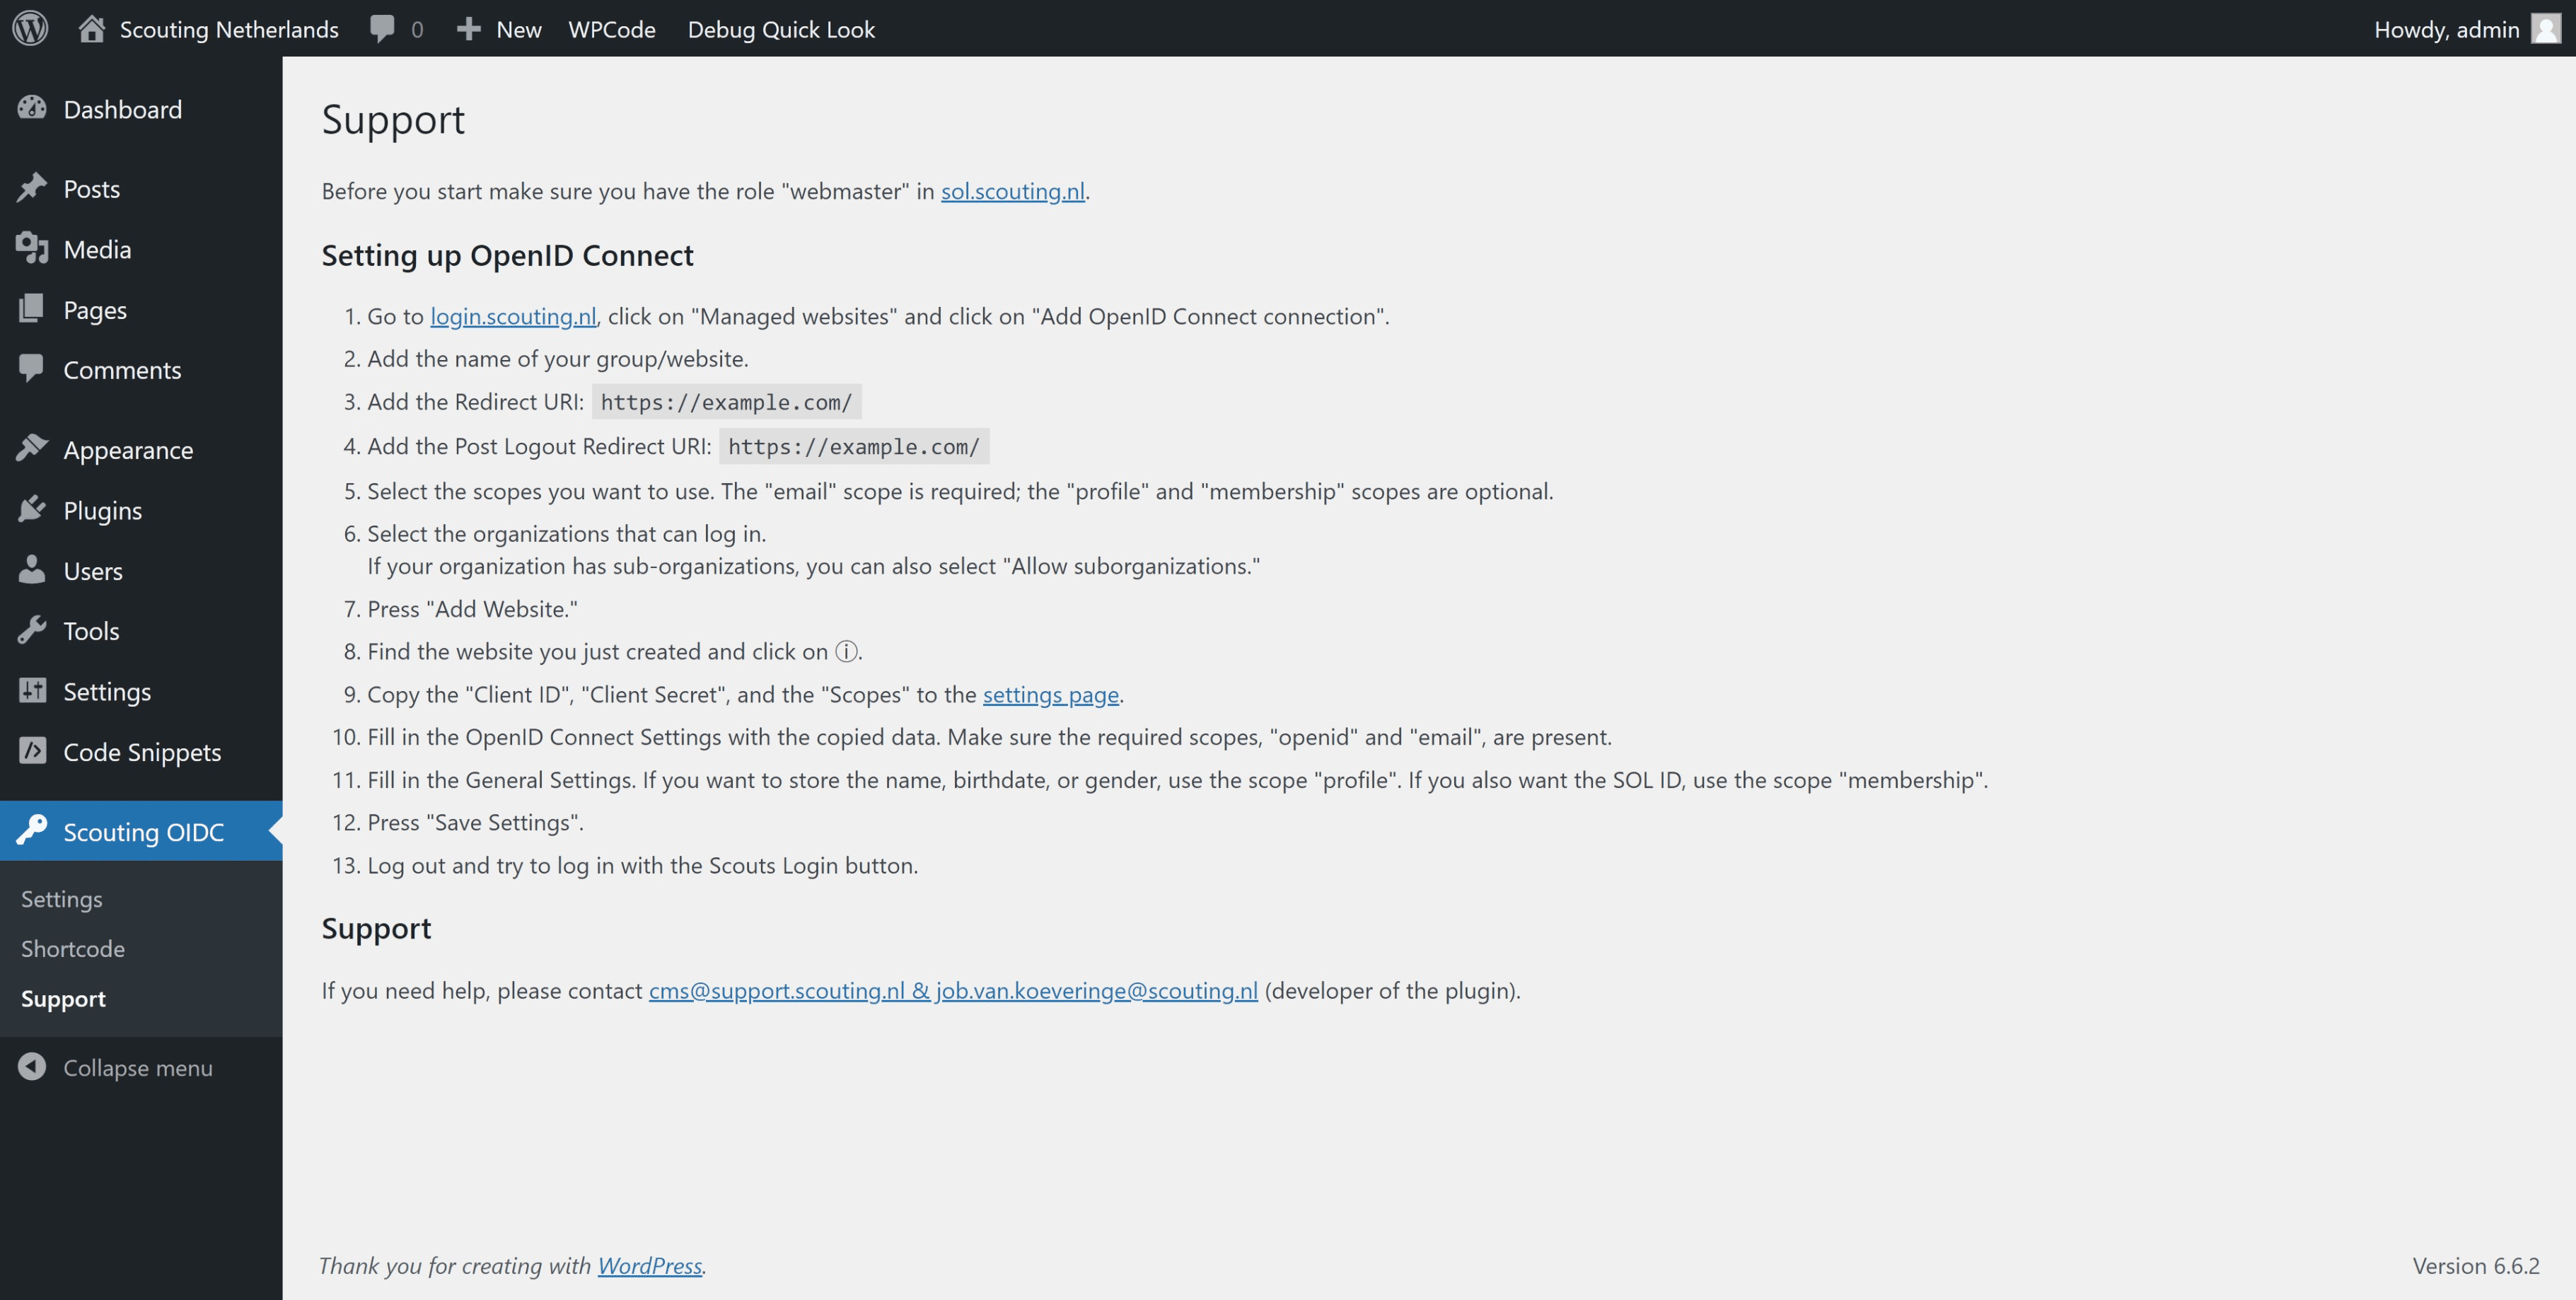 Scouting Netherlands 0 New WPCode Debug Quick Look Howdy, admin
Dashboard
Posts
Media
Pages
Comments
Appearance
Plugins
Users
Tools
Settings
Code Snippets
Scouting OIDC
Settings
Shortcode
Support
Collapse menu
Support
Before you start make sure you have the role "webmaster" in sol.scouting.nl.
Setting up OpenID Connect
1. Go to login.scouting.nl, click on "Managed websites" and click on "Add OpenID Connect connection".
2. Add the name of your group/website.
3. Add the Redirect URI: https://example.com/
4. Add the Post Logout Redirect URI: https://example.com/
5. Select the scopes you want to use. The "email" scope is required; the "profile" and "membership" scopes are optional.
6. Select the organizations that can log in.
If your organization has sub-organizations, you can also select "Allow suborganizations."
7. Press "Add Website."
8. Find the website you just created and click on ⓘ.
9. Copy the "Client ID", "Client Secret", and the "Scopes" to the settings page.
10. Fill in the OpenID Connect Settings with the copied data. Make sure the required scopes, "openid" and "email", are present.
11. Fill in the General Settings. If you want to store the name, birthdate, or gender, use the scope "profile". If you also want the SOL ID, use the scope "membership".
12. Press "Save Settings".
13. Log out and try to log in with the Scouts Login button.
Support
If you need help, please contact cms@support.scouting.nl & job.van.koeveringe@scouting.nl (developer of the plugin).
Thank you for creating with WordPress.
Version 6.6.2